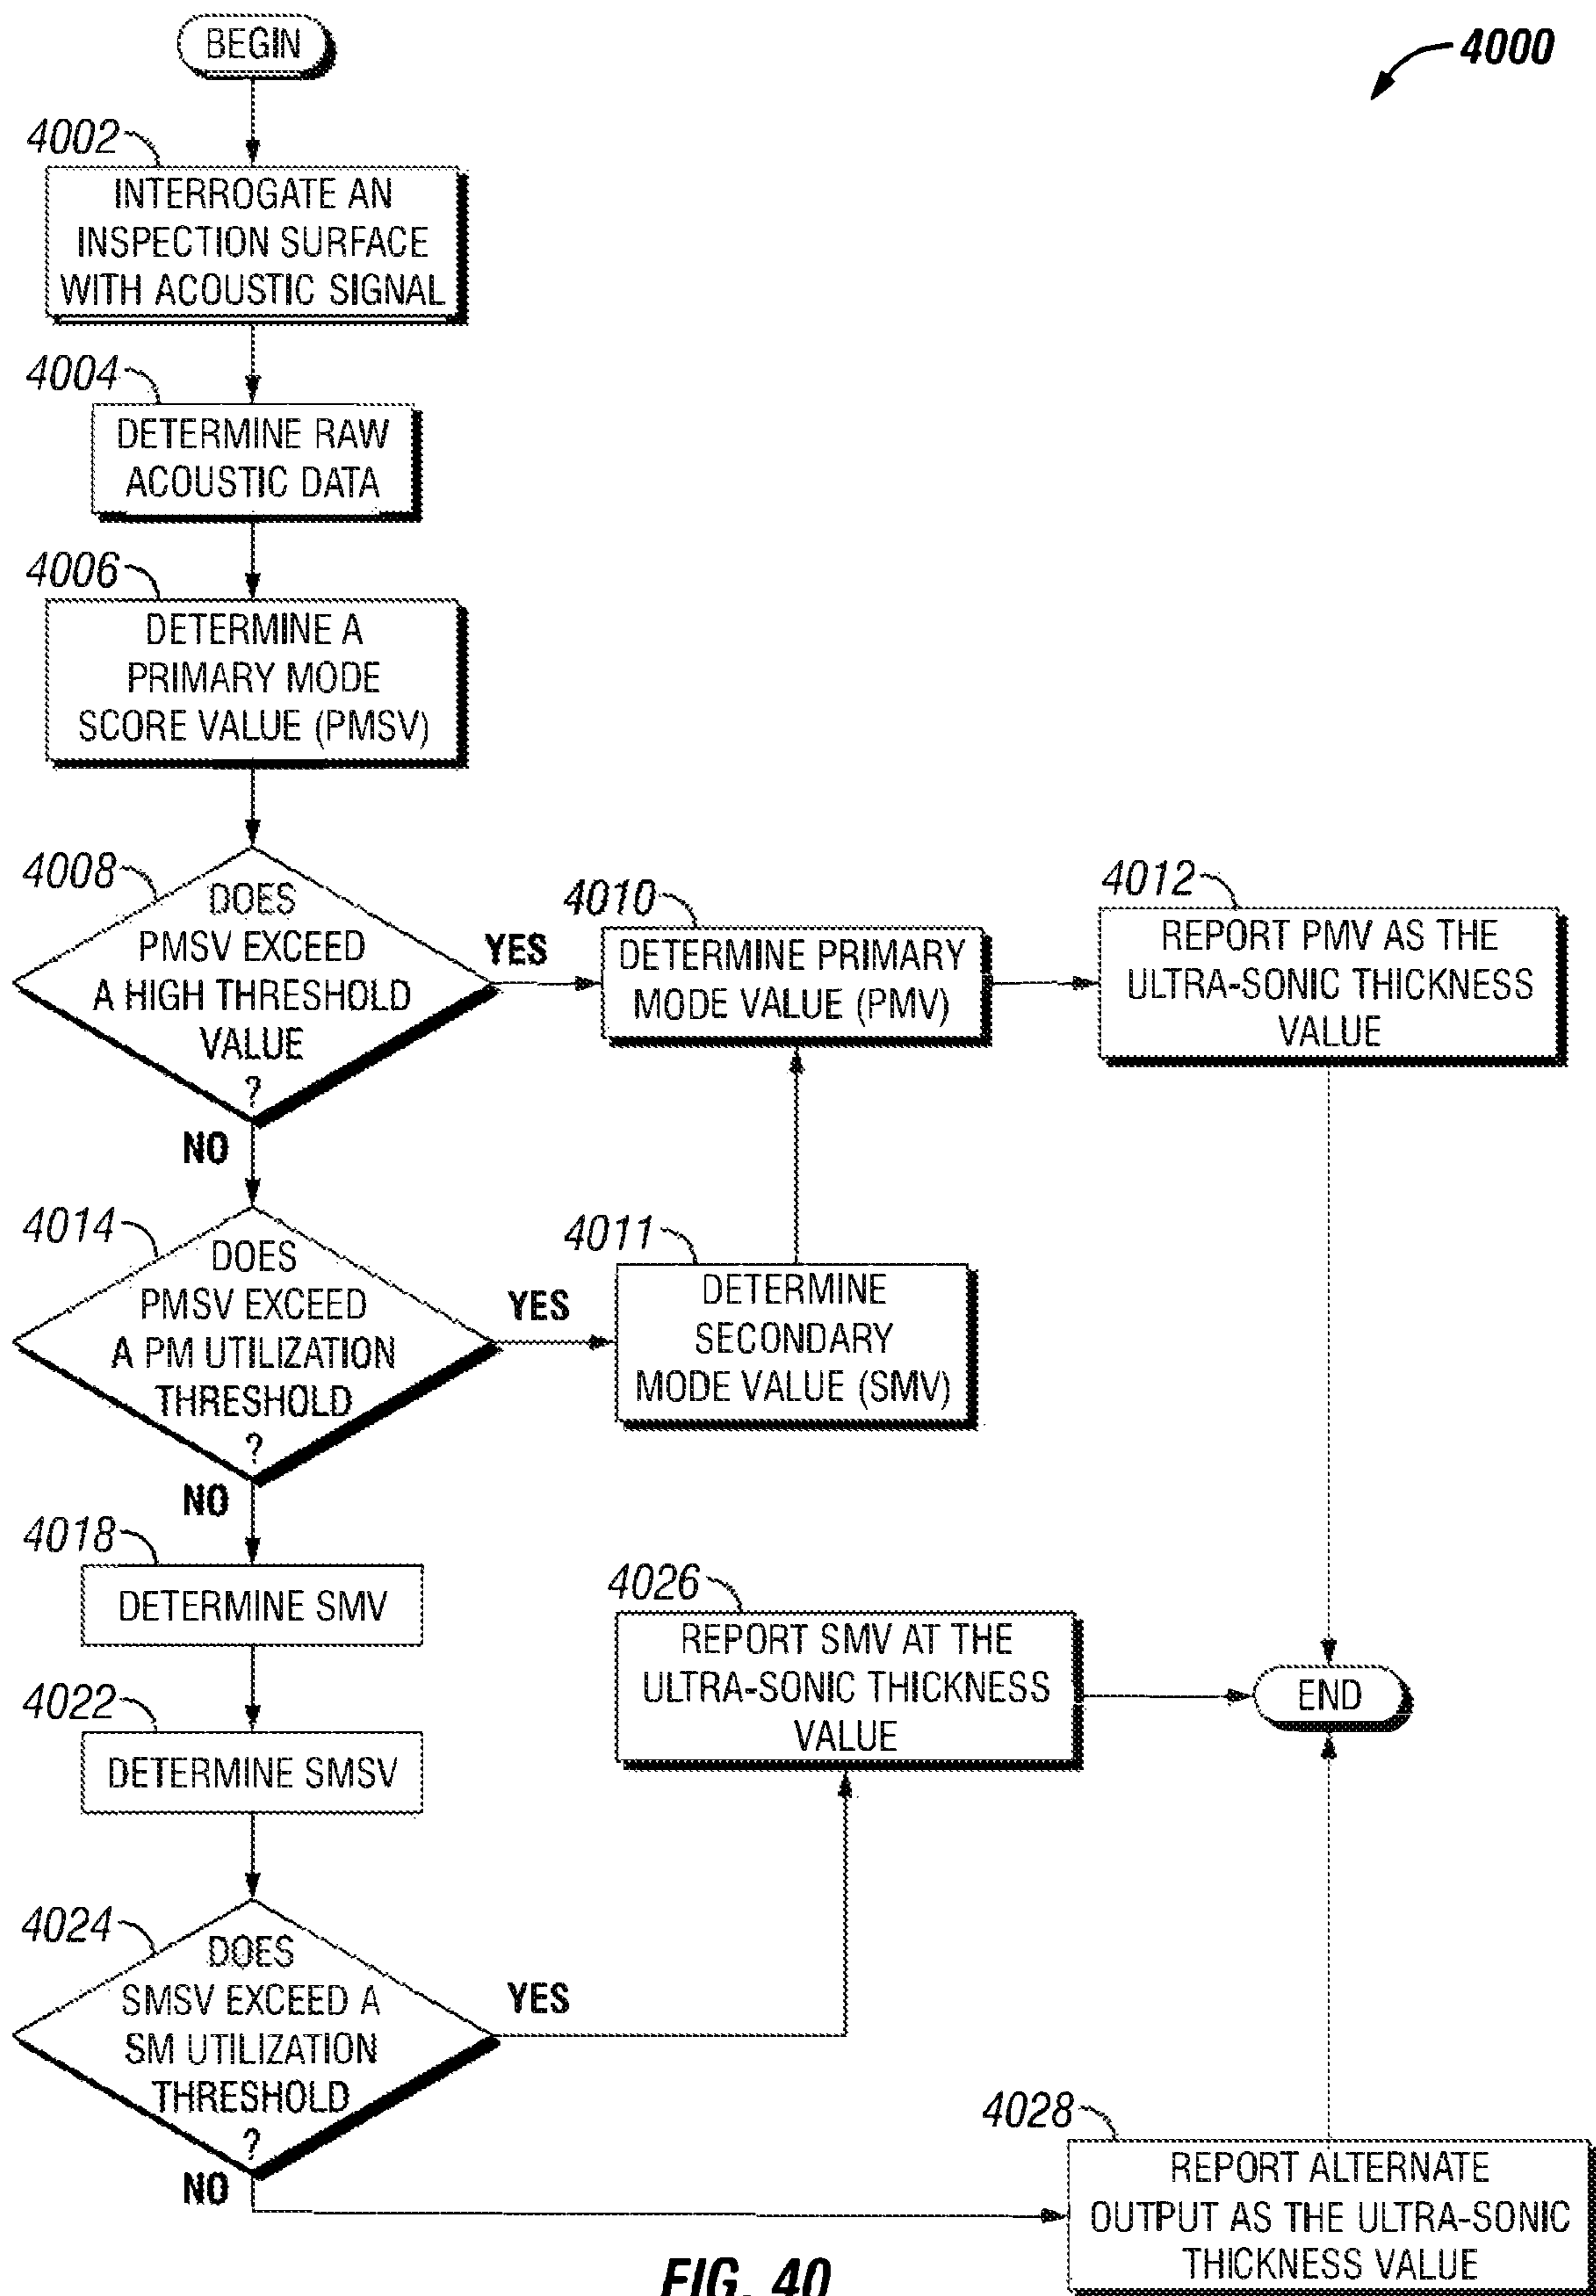 BEGIN
4000
4002
INTERROGATE AN
INSPECTION SURFACE
WITH ACOUSTIC SIGNAL
4004
DETERMINE RAW
ACOUSTIC DATA
4006
DETERMINE A
PRIMARY MODE
SCORE VALUE (PMSV)
4008
DOES
PMSV EXCEED
A HIGH THRESHOLD
VALUE
?
YES
NO
4010
DETERMINE PRIMARY
MODE VALUE (PMV)
4012
REPORT PMV AS THE
ULTRA-SONIC THICKNESS
VALUE
4014
DOES
PMSV EXCEED
A PM UTILIZATION
THRESHOLD
?
YES
NO
4011
DETERMINE
SECONDARY
MODE VALUE (SMV)
4018
DETERMINE SMV
4022
DETERMINE SMSV
4026
REPORT SMV AT THE
ULTRA-SONIC THICKNESS
VALUE
END
4024
DOES
SMSV EXCEED A
SM UTILIZATION
THRESHOLD
?
YES
NO
4028
REPORT ALTERNATE
OUTPUT AS THE ULTRA-SONIC
THICKNESS VALUE
FIG. 40